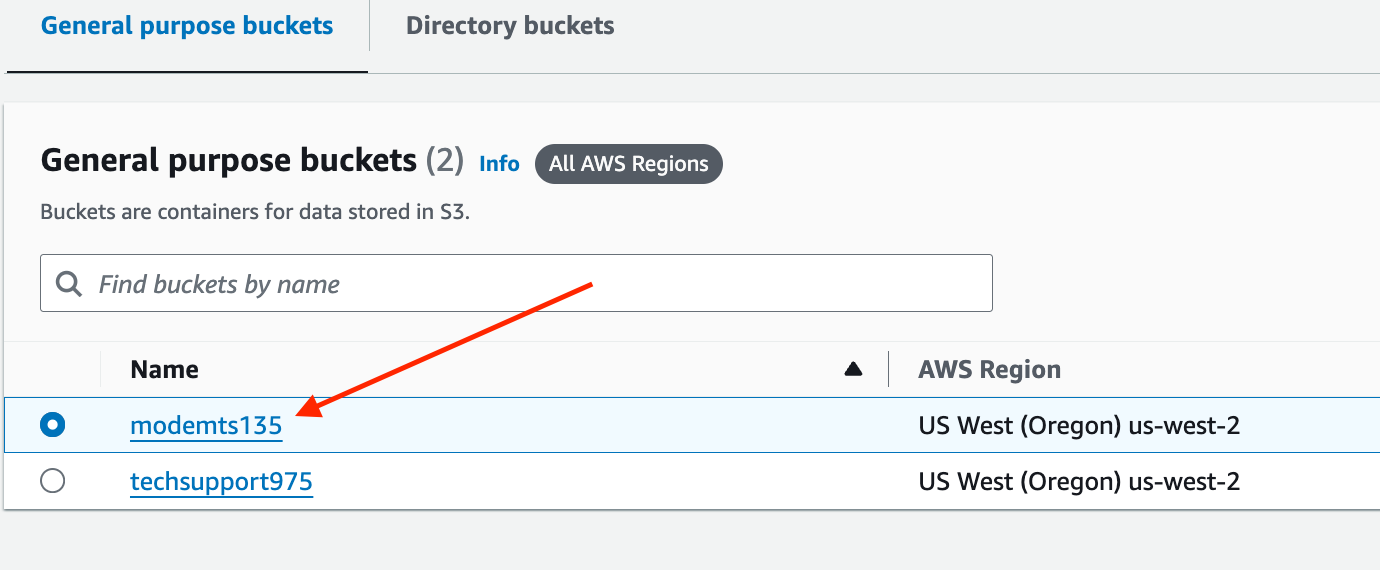 General purpose buckets Directory buckets
General purpose buckets (2) Info All AWS Regions
Buckets are containers for data stored in S3.
Find buckets by name
Name AWS Region
modemts135 US West (Oregon) us-west-2
techsupport975 US West (Oregon) us-west-2